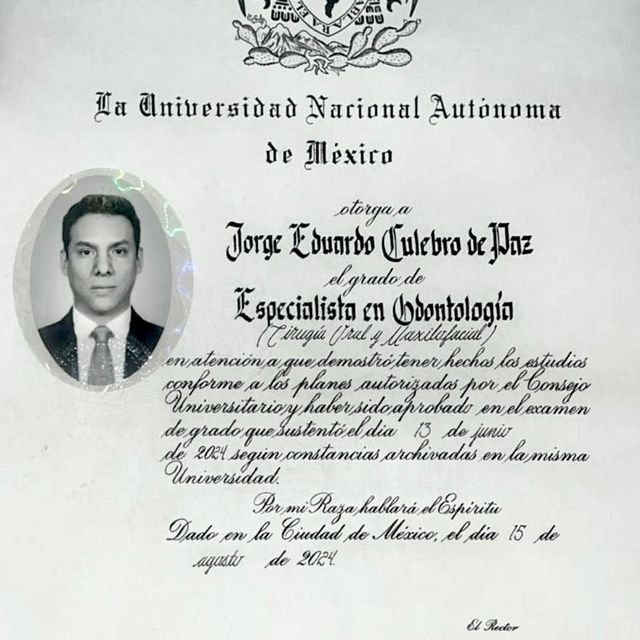 HABLARA EL
La Universidad Nacional Autónoma
de México
otorga a
Jorge Eduardo Culebro de Paz
el grado de
Especialista en Odontología
(Cirugía Oral y Maxilofacial)
en atención a que demostró tener hechos los estudios
conforme a los planes autorizados por el Consejo
Universitario y haber sido aprobado en el examen
de grado que sustentó el día 13 de junio
de 2024 según constancias archivadas en la misma
Universidad.
Por mi Raza hablará el Espíritu
Dado en la Ciudad de México, el día 15 de
agosto de 2024.
El Rector